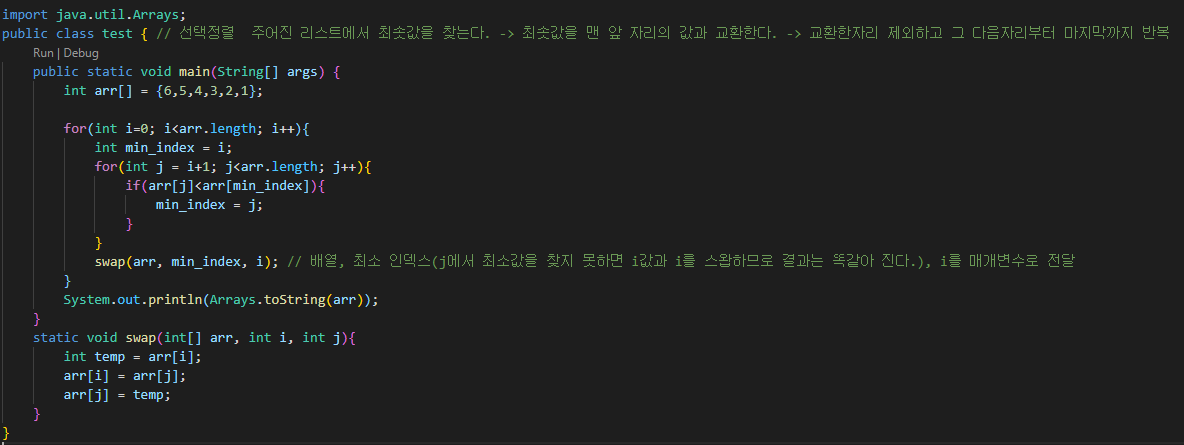 import java.util.Arrays;
public class test { // 선택정렬  주어진 리스트에서 최솟값을 찾는다. -> 최솟값을 맨 앞 자리의 값과 교환한다. -> 교환한자리 제외하고 그 다음자리부터 마지막까지 반복
Run | Debug
public static void main(String[] args) {
int arr[] = {6,5,4,3,2,1};
for(int i=0; i<arr.length; i++){
int min_index = i;
for(int j = i+1; j<arr.length; j++){
if(arr[j]<arr[min_index]){
min_index = j;
}
}
swap(arr, min_index, i); // 배열, 최소 인덱스(j에서 최소값을 찾지 못하면 i값과 i를 스왑하므로 결과는 똑같아 진다.), i를 매개변수로 전달
}
System.out.println(Arrays.toString(arr));
}
static void swap(int[] arr, int i, int j){
int temp = arr[i];
arr[i] = arr[j];
arr[j] = temp;
}
}